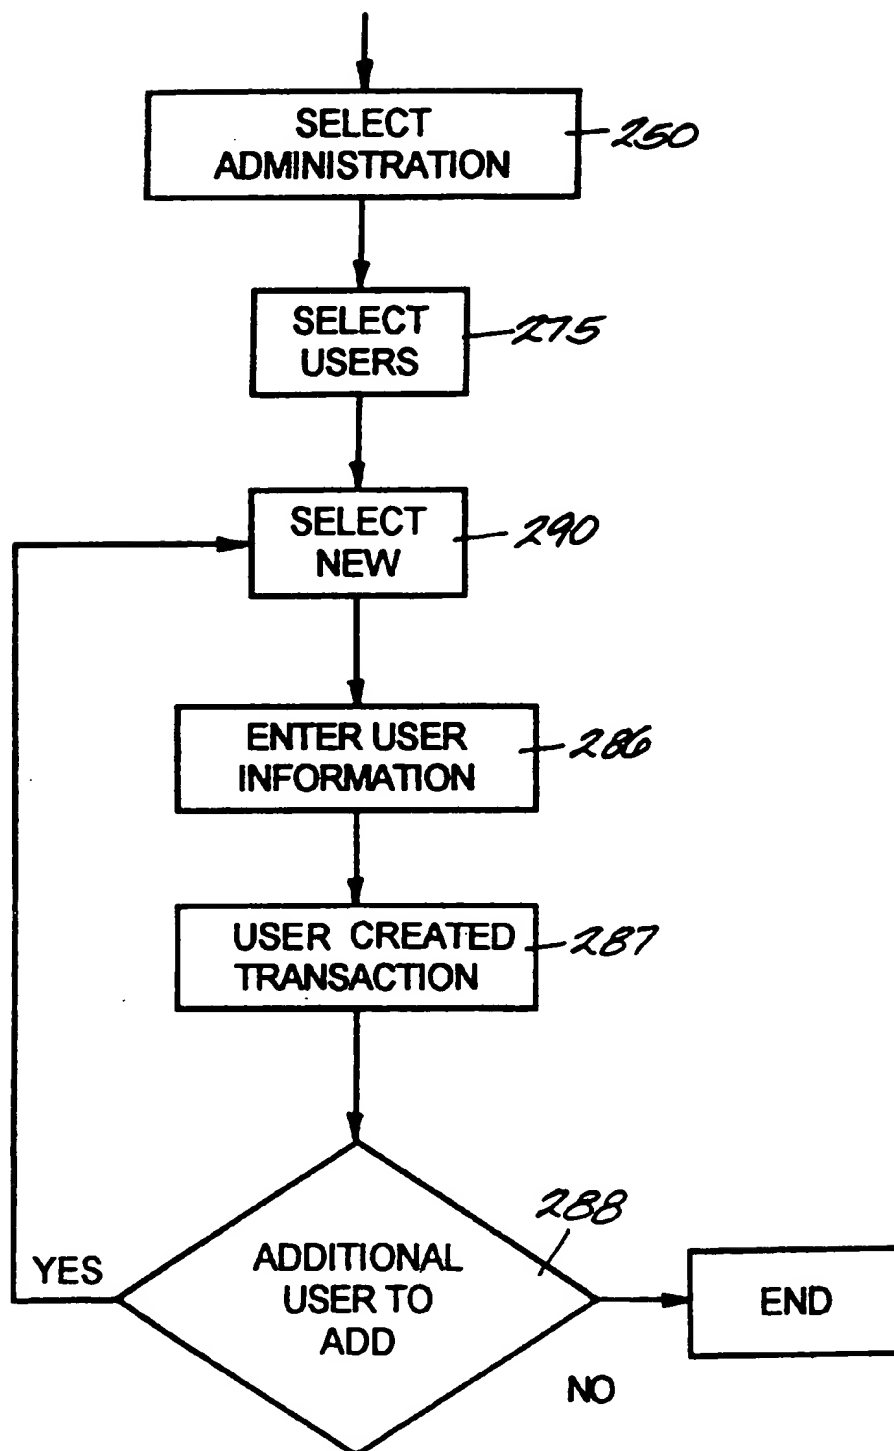 SELECT
ADMINISTRATION
250
SELECT
USERS
275
SELECT
NEW
290
ENTER USER
INFORMATION
286
USER CREATED
TRANSACTION
287
288
YES
ADDITIONAL
USER TO
ADD
END
NO